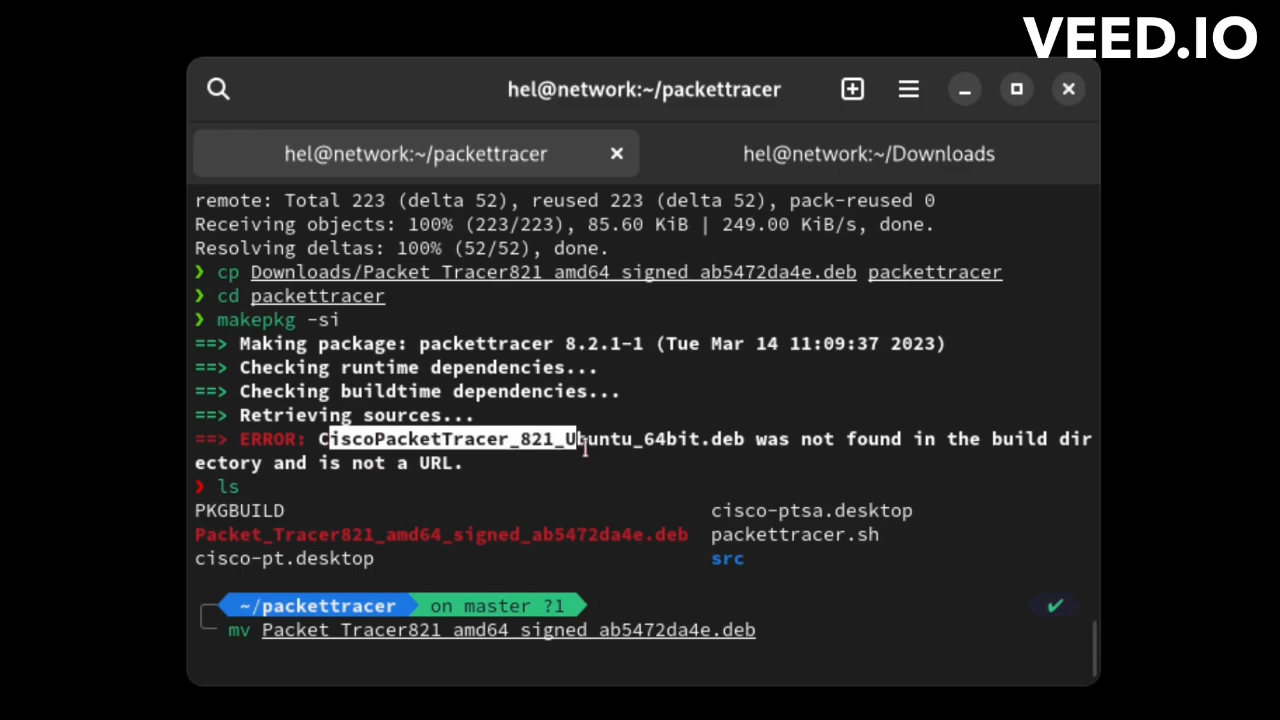 VEED.IO
hel@network:~/packettracer
hel@network:~/packettracer
hel@network:~/Downloads
remote: Total 223 (delta 52), reused 223 (delta 52), pack-reused 0
Receiving objects: 100% (223/223), 85.60 KiB | 249.00 KiB/s, done.
Resolving deltas: 100% (52/52), done.
❯ cp Downloads/Packet_Tracer821_amd64_signed_ab5472da4e.deb packettracer
❯ cd packettracer
❯ makepkg -si
==> Making package: packettracer 8.2.1-1 (Tue Mar 14 11:09:37 2023)
==> Checking runtime dependencies...
==> Checking buildtime dependencies...
==> Retrieving sources...
==> ERROR: CiscoPacketTracer_821_Ubuntu_64bit.deb was not found in the build dir
ectory and is not a URL.
❯ ls
PKGBUILD cisco-ptsa.desktop
Packet_Tracer821_amd64_signed_ab5472da4e.deb packettracer.sh
cisco-pt.desktop src
~/packettracer on master ?1 ✔
mv Packet_Tracer821_amd64_signed_ab5472da4e.deb